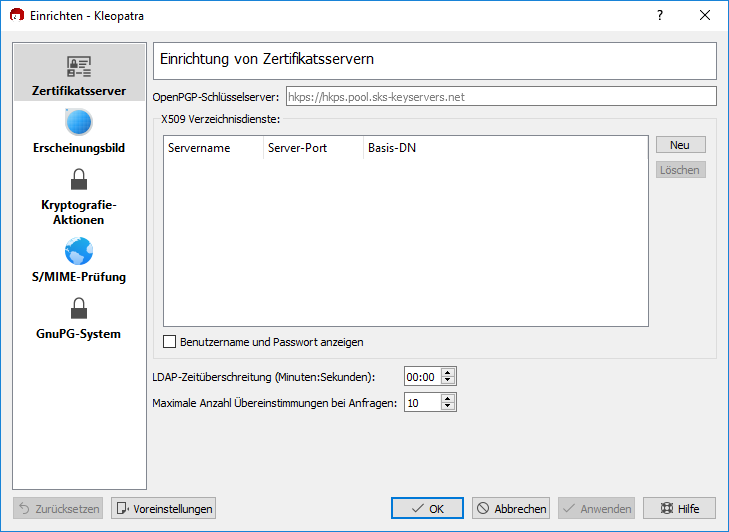 Einrichten - Kleopatra
?
Zertifikatsserver
Erscheinungsbild
Kryptografie-
Aktionen
S/MIME-Prüfung
GnuPG-System
Einrichtung von Zertifikatsservern
OpenPGP-Schlüsselserver: hkps://hkps.pool.sks-keyservers.net
X509 Verzeichnisdienste:
Servername Server-Port Basis-DN
Neu
Löschen
Benutzername und Passwort anzeigen
LDAP-Zeitüberschreitung (Minuten:Sekunden): 00:00
Maximale Anzahl Übereinstimmungen bei Anfragen: 10
Zurücksetzen Voreinstellungen OK Abbrechen Anwenden Hilfe